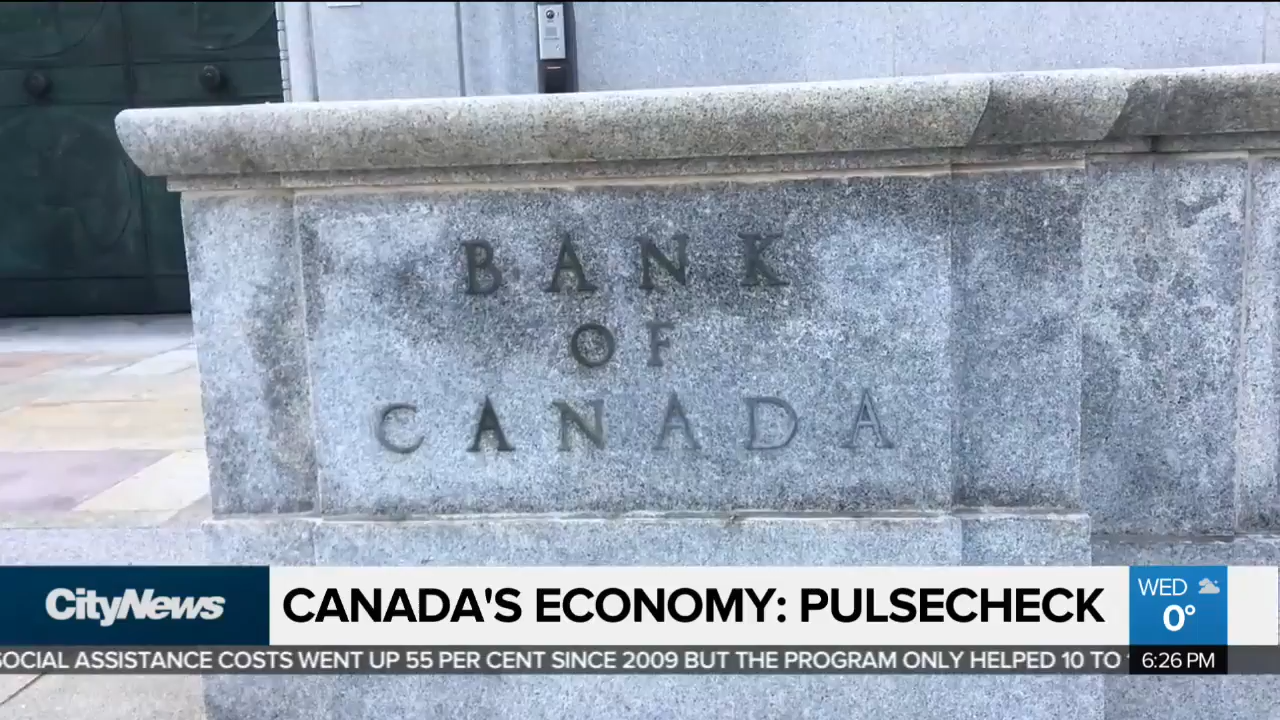 BANK
OF
CANADA
CityNews
CANADA'S ECONOMY: PULSECHECK
WED
0°
SOCIAL ASSISTANCE COSTS WENT UP 55 PER CENT SINCE 2009 BUT THE PROGRAM ONLY HELPED 10 TO
6:26 PM